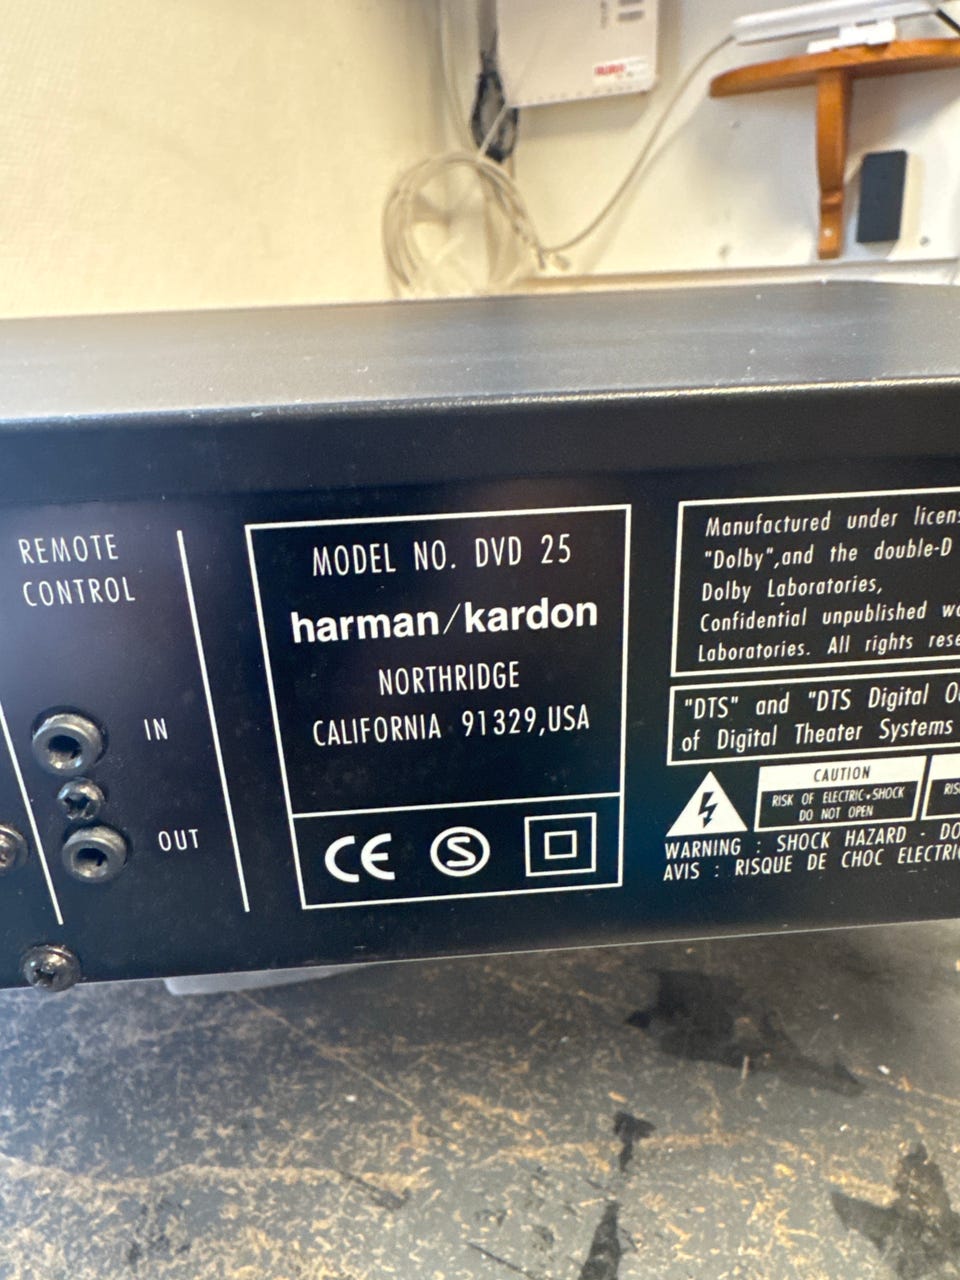 REMOTE
CONTROL
IN
OUT
MODEL NO. DVD 25
harman/kardon
NORTHRIDGE
CALIFORNIA 91329,USA
CE
S
Manufactured under
"Dolby",and the double-D
Dolby Laboratories,
Confidential unpublished
Laboratories. All rights
"DTS" and "DTS Digital
of Digital Theater Systems
CAUTION
RISK OF ELECTRIC SHOCK
DO NOT OPEN
WARNING : SHOCK HAZARD - DO
AVIS : RISQUE DE CHOC